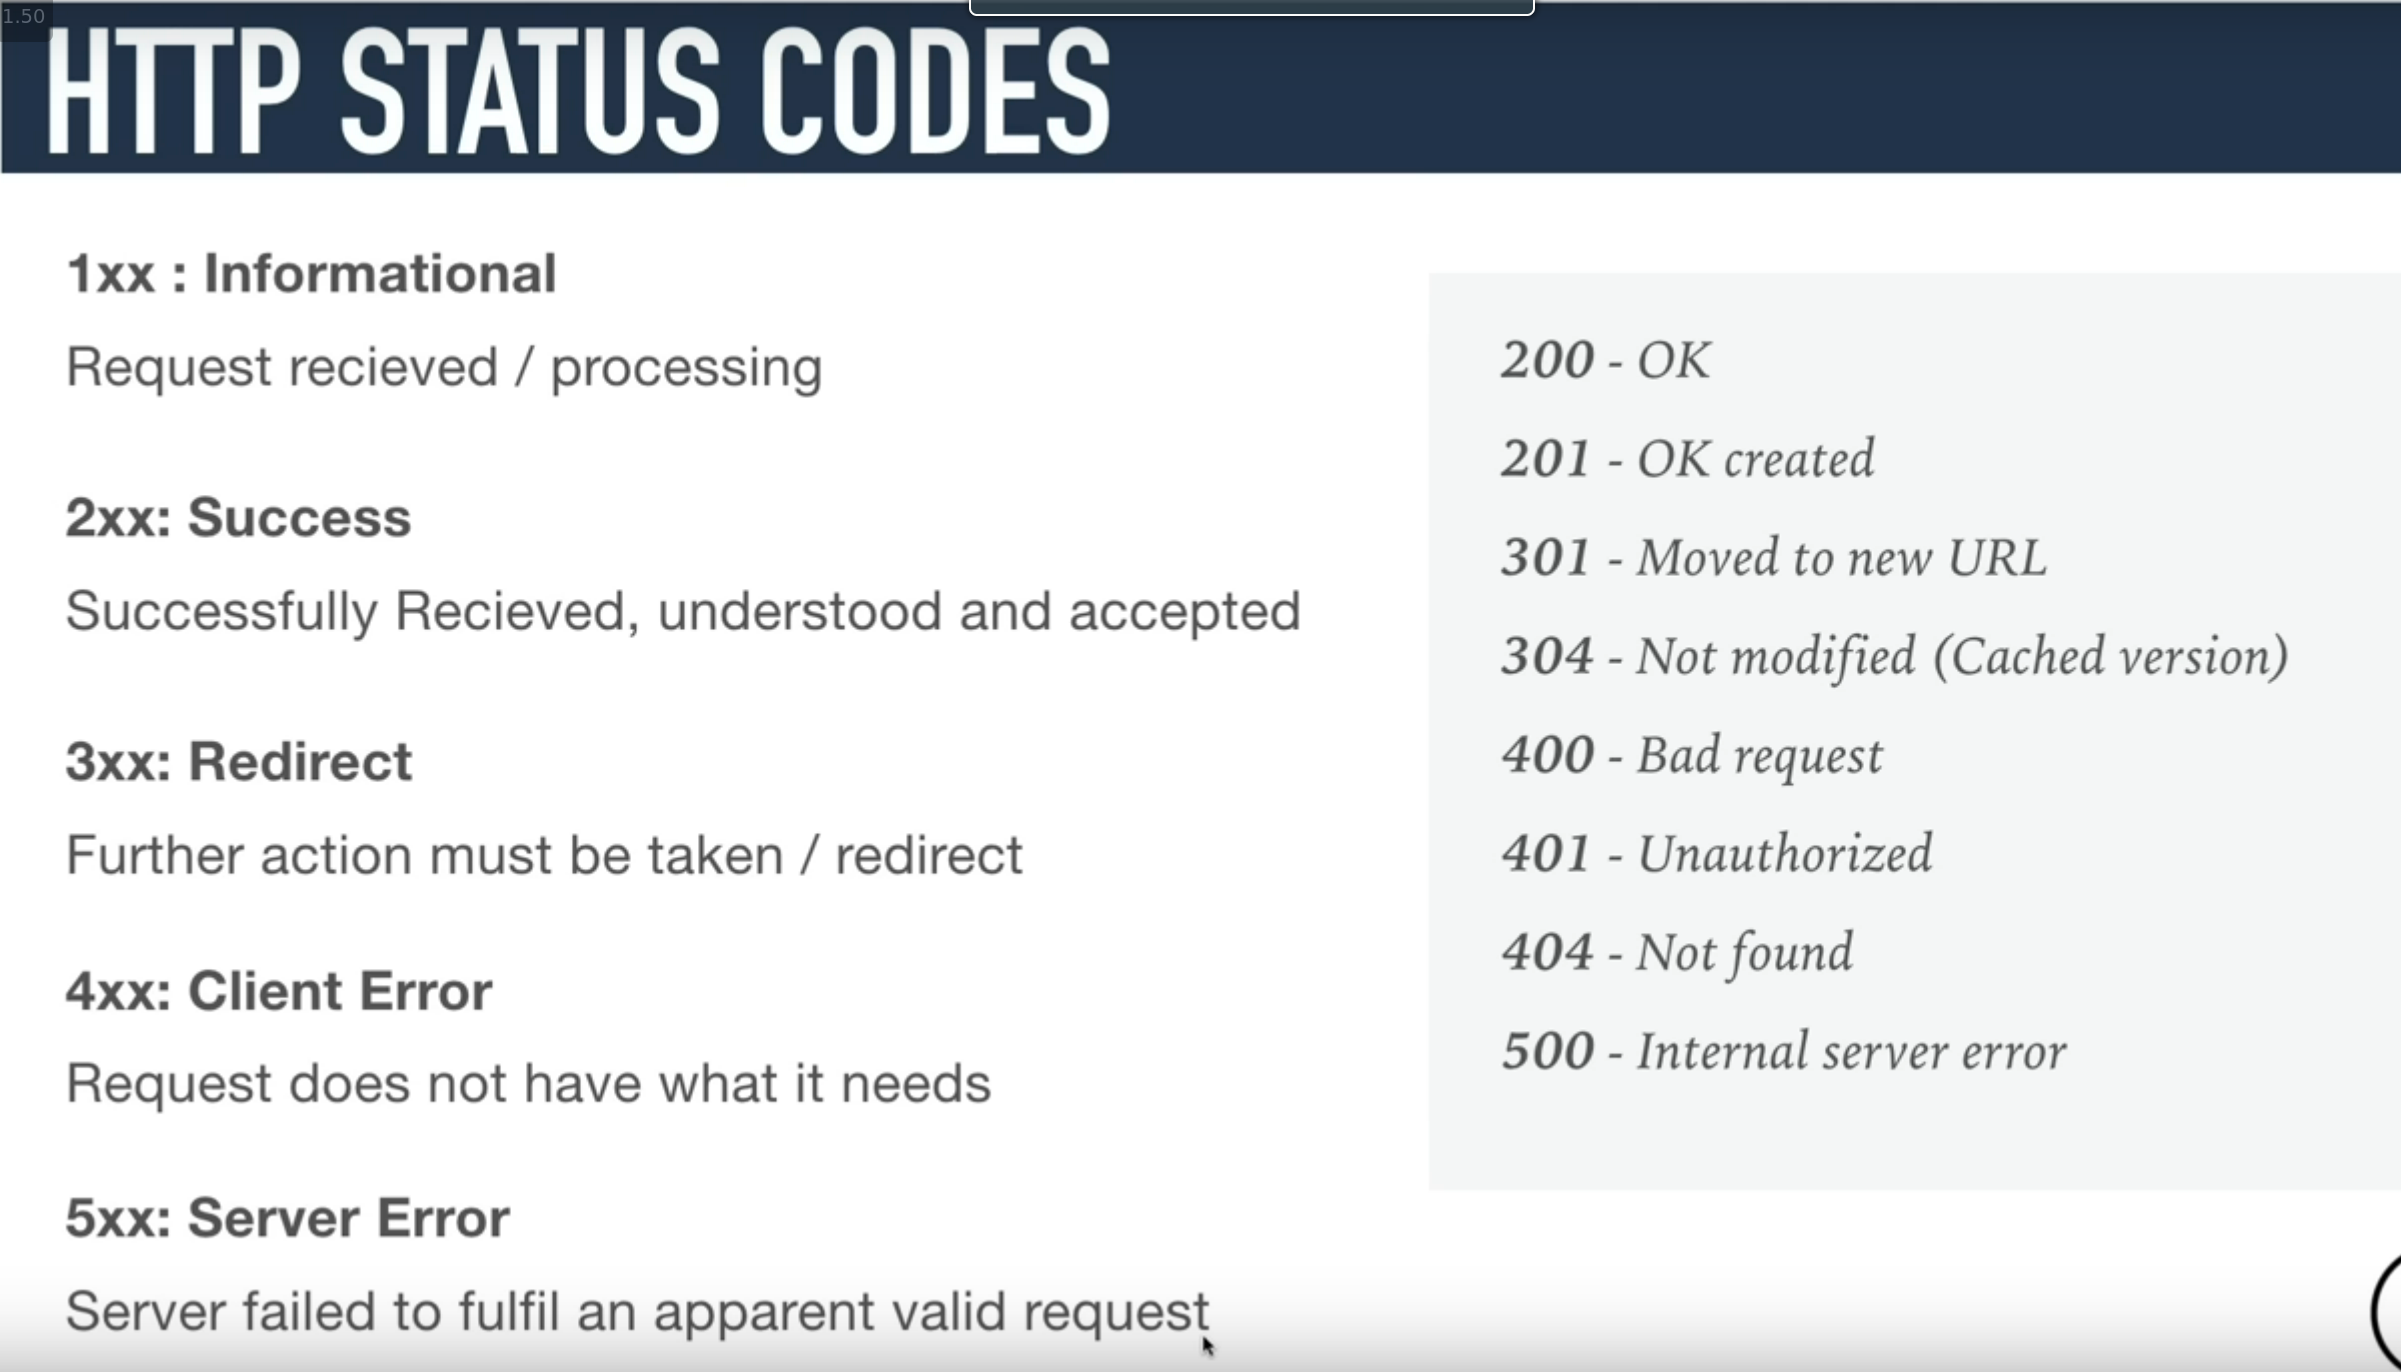 1.50
HTTP STATUS CODES
1xx : Informational
Request recieved / processing
2xx: Success
Successfully Recieved, understood and accepted
3xx: Redirect
Further action must be taken / redirect
4xx: Client Error
Request does not have what it needs
5xx: Server Error
Server failed to fulfil an apparent valid request
200 - OK
201 - OK created
301 - Moved to new URL
304 - Not modified (Cached version)
400 - Bad request
401 - Unauthorized
404 - Not found
500 - Internal server error